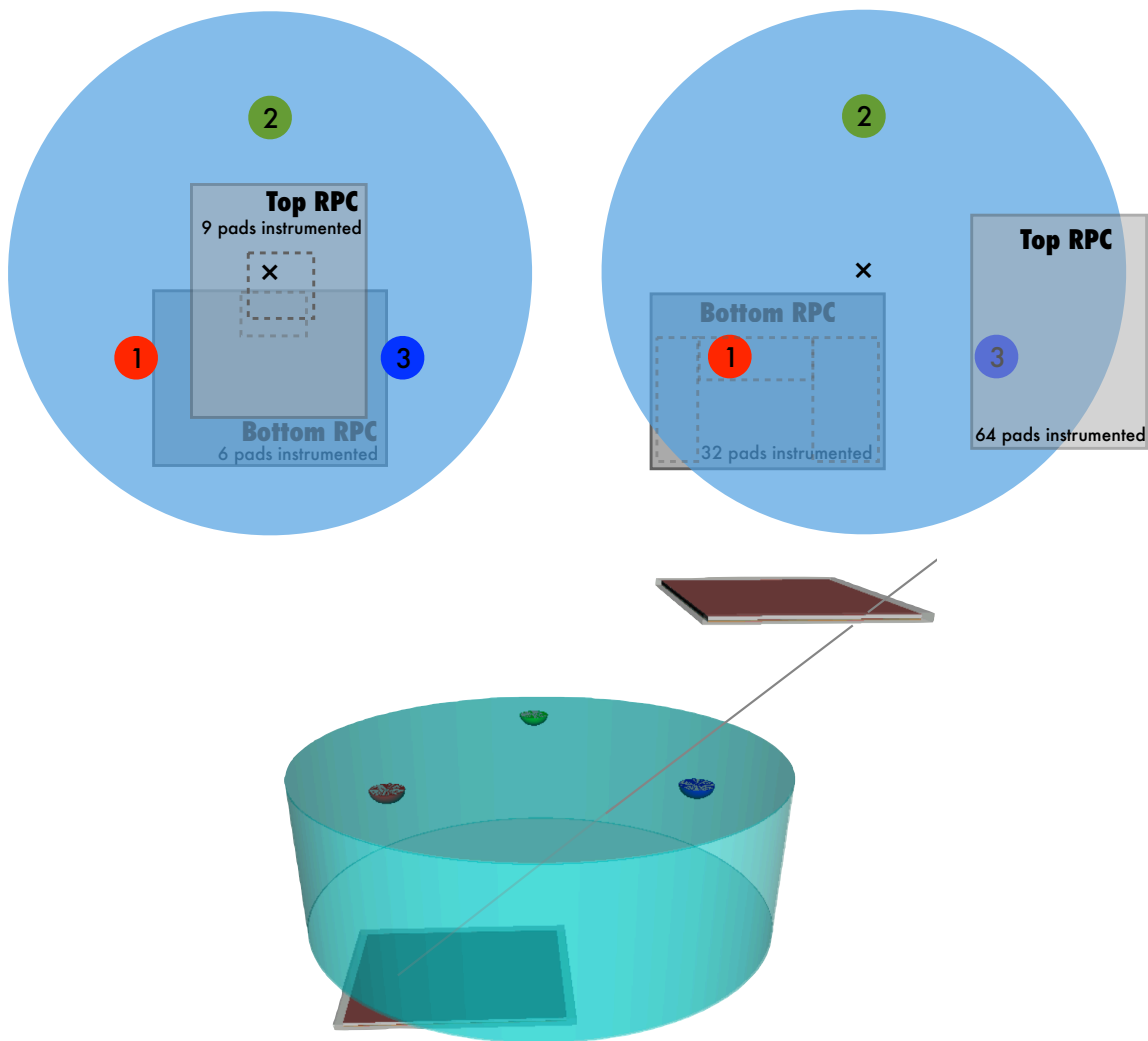 2
Top RPC
9 pads instrumented
×
1
3
Bottom RPC
6 pads instrumented
2
Top RPC
×
Bottom RPC
1
3
32 pads instrumented
64 pads instrumented